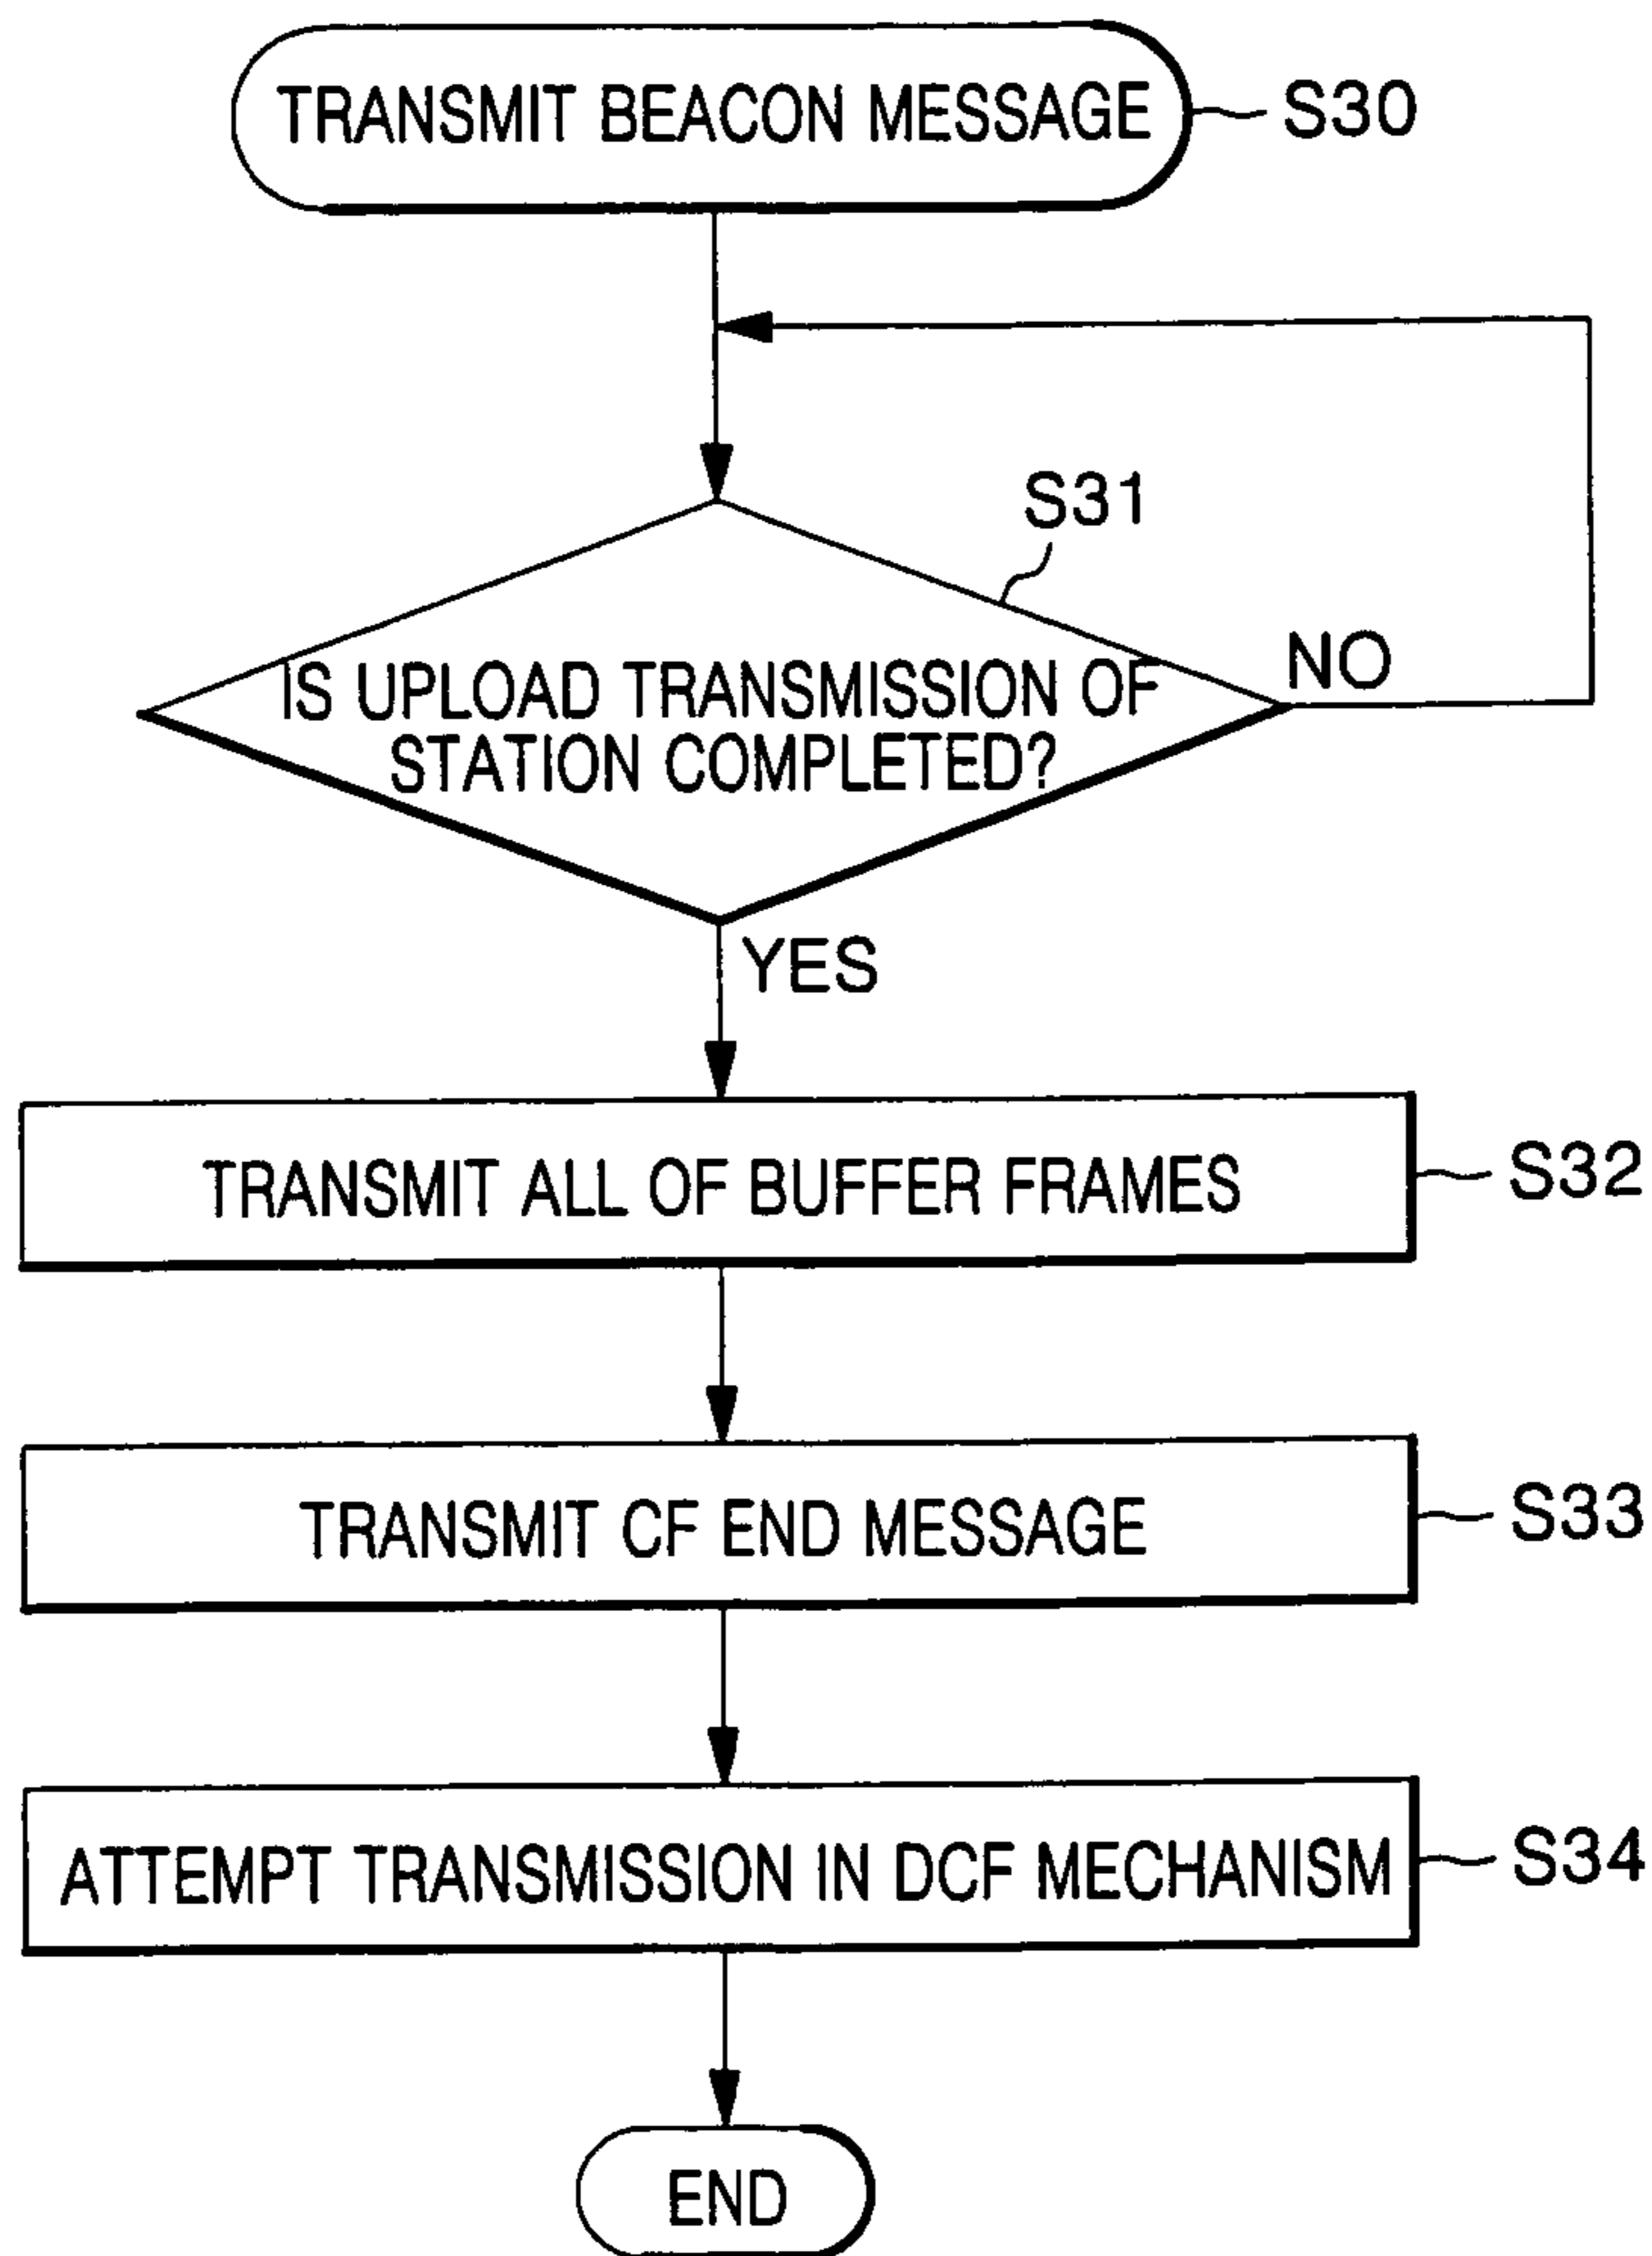 TRANSMIT BEACON MESSAGE
S30
S31
IS UPLOAD TRANSMISSION OF
STATION COMPLETED?
NO
YES
TRANSMIT ALL OF BUFFER FRAMES
S32
TRANSMIT CF END MESSAGE
S33
ATTEMPT TRANSMISSION IN DCF MECHANISM
S34
END